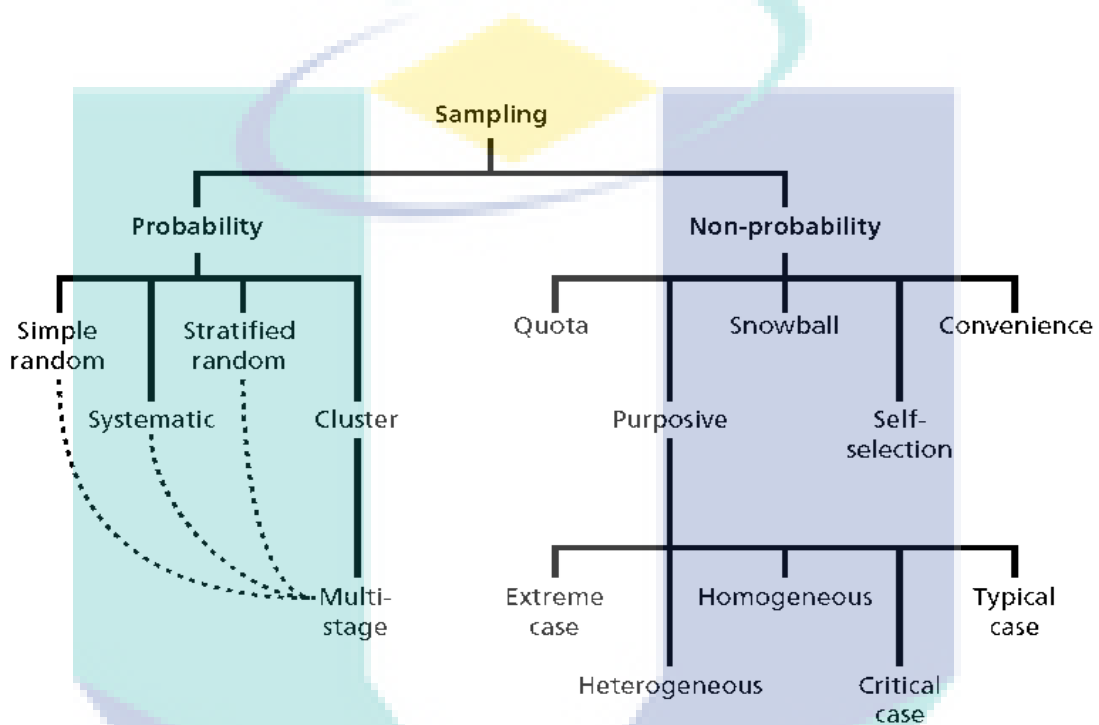 Sampling
Probability
Non-probability
Simple
random
Stratified
random
Quota
Snowball
Convenience
Systematic
Cluster
Purposive
Self-
selection
Multi-
stage
Extreme
case
Homogeneous
Typical
case
Heterogeneous
Critical
case